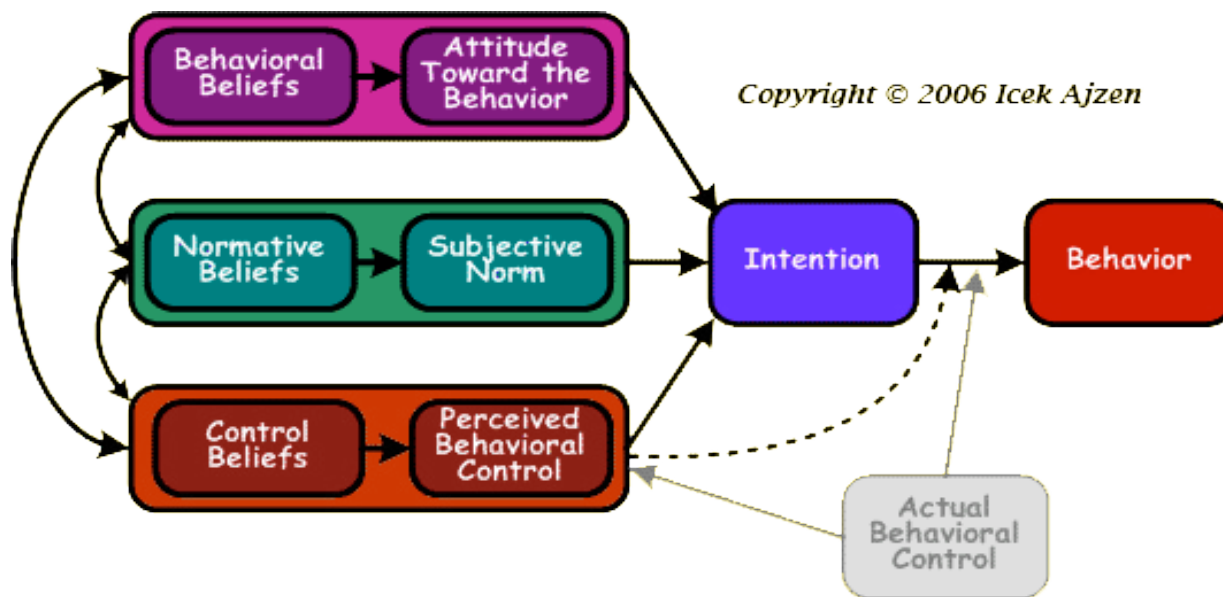 Behavioral
Beliefs
Attitude
Toward the
Behavior
Copyright © 2006 Icek Ajzen
Normative
Beliefs
Subjective
Norm
Intention
Behavior
Control
Beliefs
Perceived
Behavioral
Control
Actual
Behavioral
Control